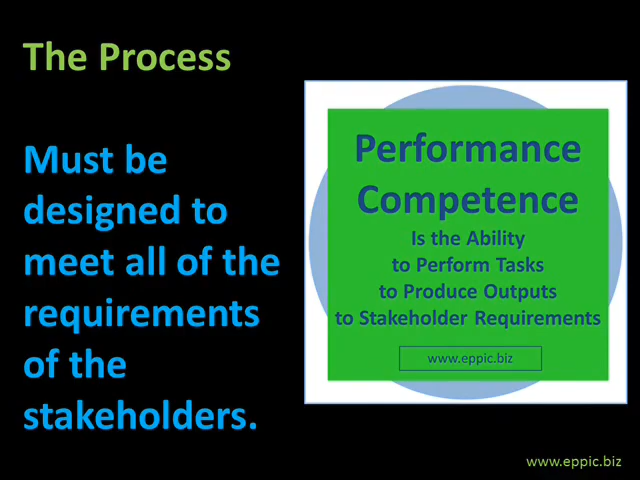 The Process
Must be
designed to
meet all of the
requirements
of the
stakeholders.
Performance
Competence
Is the Ability
to Perform Tasks
to Produce Outputs
to Stakeholder Requirements
www.eppic.biz
www.eppic.biz